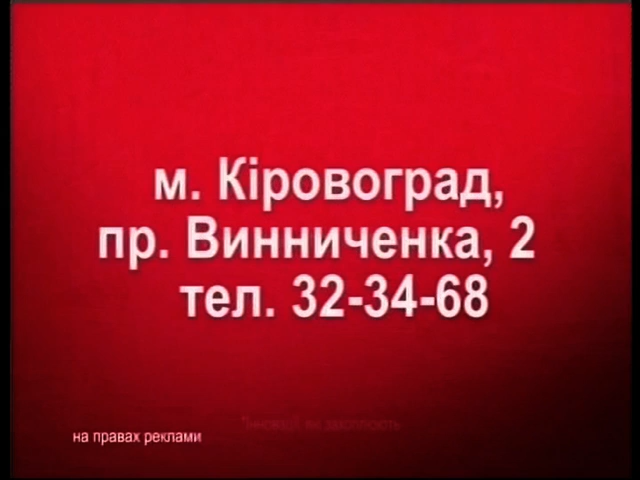 м. Кіровоград,
пр. Винниченка, 2
тел. 32-34-68
на правах реклами